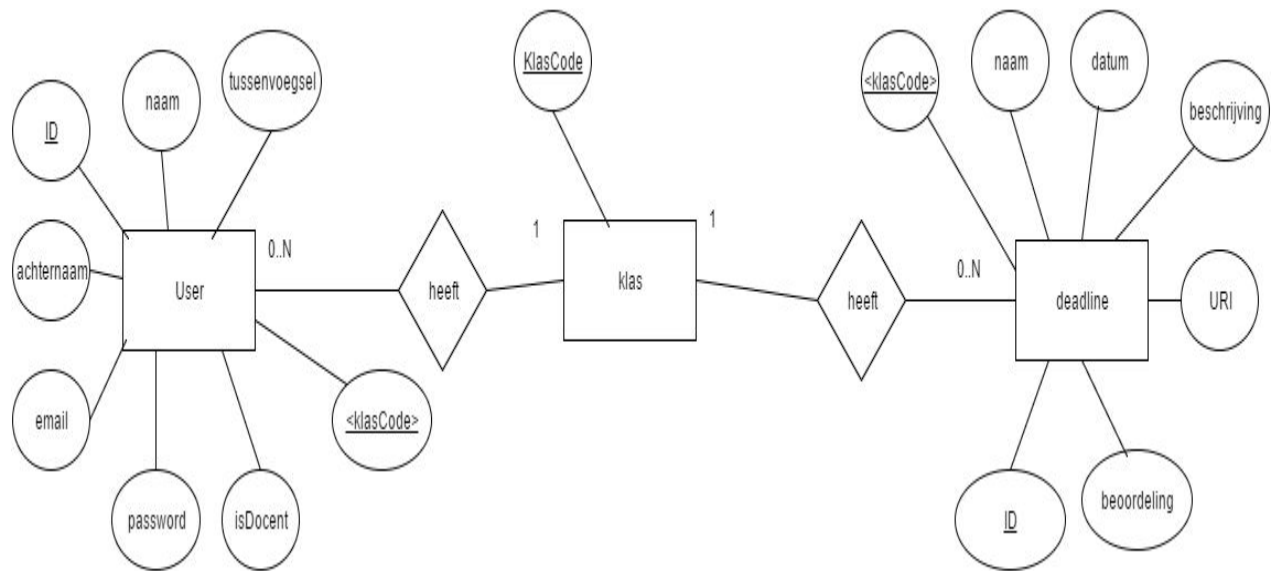 KlasCode
<klasCode>
naam
datum
tussenvoegsel
naam
beschrijving
ID
1
1
0..N
0..N
achternaam
User
heeft
klas
heeft
deadline
URI
email
<klasCode>
password
isDocent
ID
beoordeling